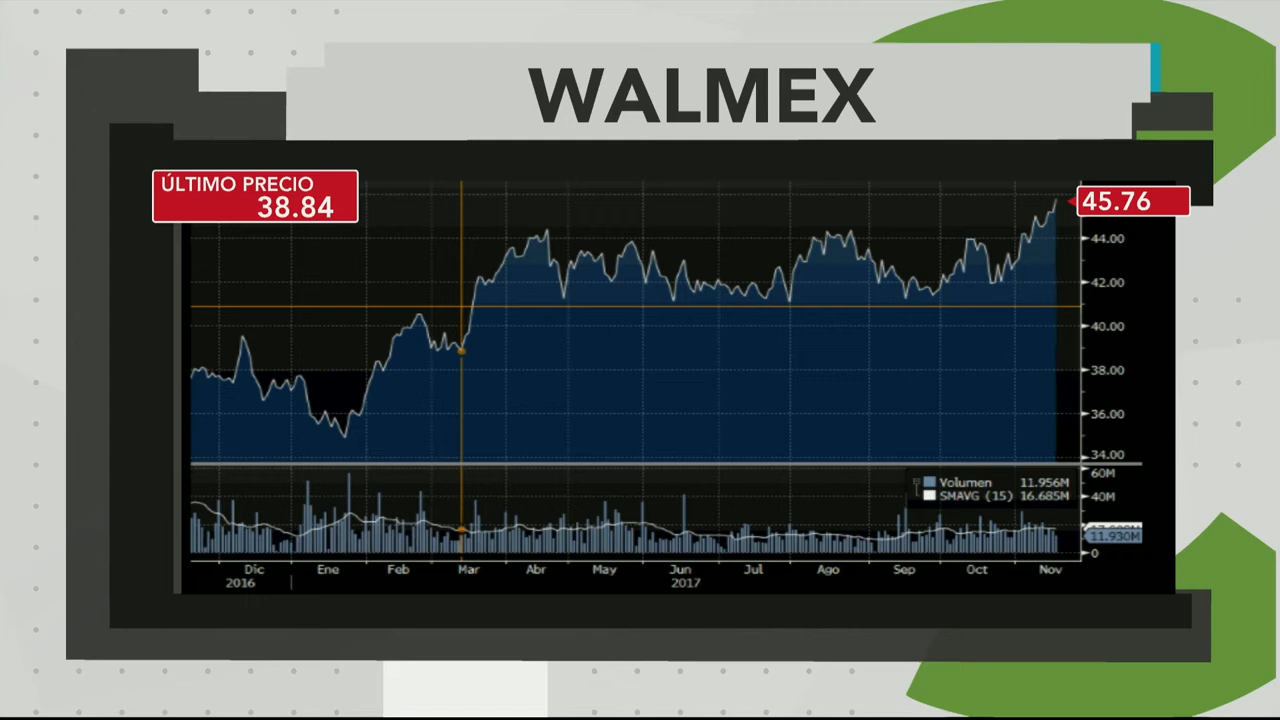 WALMEX
ÚLTIMO PRECIO
38.84
45.76
44.00
42.00
40.00
38.00
36.00
34.00
60M
40M
Volumen 11.956M
SMAVG (15) 16.685M
11.930M
0
Dic Ene Feb Mar Abr May Jun Jul Ago Sep Oct Nov
2016 2017